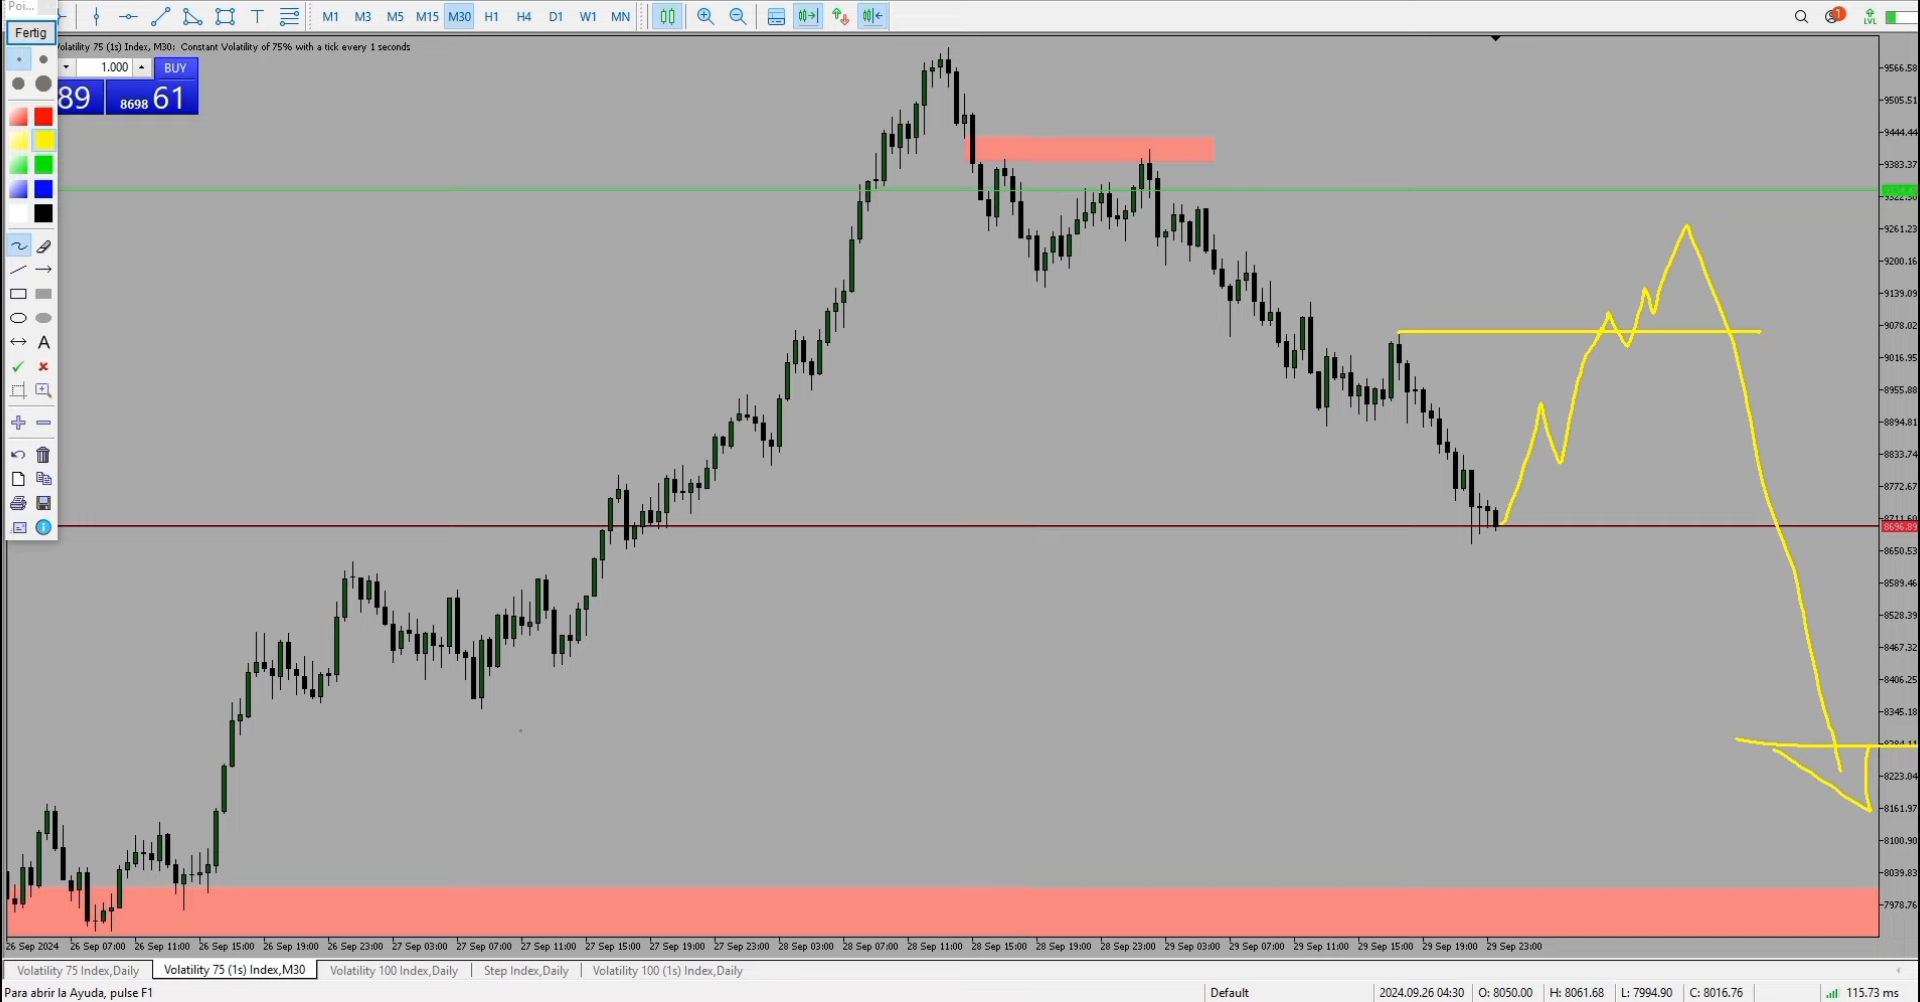 Poi...
Fertig
M1 M3 M5 M15 M30 H1 H4 D1 W1 MN
1
LVL
Volatility 75 (1s) Index, M30: Constant Volatility of 75% with a tick every 1 seconds
1.000 BUY
89 8698 61
A
9566.58
9505.51
9444.44
9383.37
9322.30
9261.23
9200.16
9139.09
9078.02
9016.95
8955.88
8894.81
8833.74
8772.67
8711.60
8696.89
8650.53
8589.46
8528.39
8467.32
8406.25
8345.18
8284.11
8223.04
8161.97
8100.90
8039.83
7978.76
26 Sep 2024 26 Sep 07:00 26 Sep 11:00 26 Sep 15:00 26 Sep 19:00 26 Sep 23:00 27 Sep 03:00 27 Sep 07:00 27 Sep 11:00 27 Sep 15:00 27 Sep 19:00 27 Sep 23:00 28 Sep 03:00 28 Sep 07:00 28 Sep 11:00 28 Sep 15:00 28 Sep 19:00 28 Sep 23:00 29 Sep 03:00 29 Sep 07:00 29 Sep 11:00 29 Sep 15:00 29 Sep 19:00 29 Sep 23:00
Volatility 75 Index,Daily Volatility 75 (1s) Index,M30 Volatility 100 Index,Daily Step Index,Daily Volatility 100 (1s) Index,Daily
Para abrir la Ayuda, pulse F1 Default 2024.09.26 04:30 O: 8050.00 H: 8061.68 L: 7994.90 C: 8016.76 115.73 ms